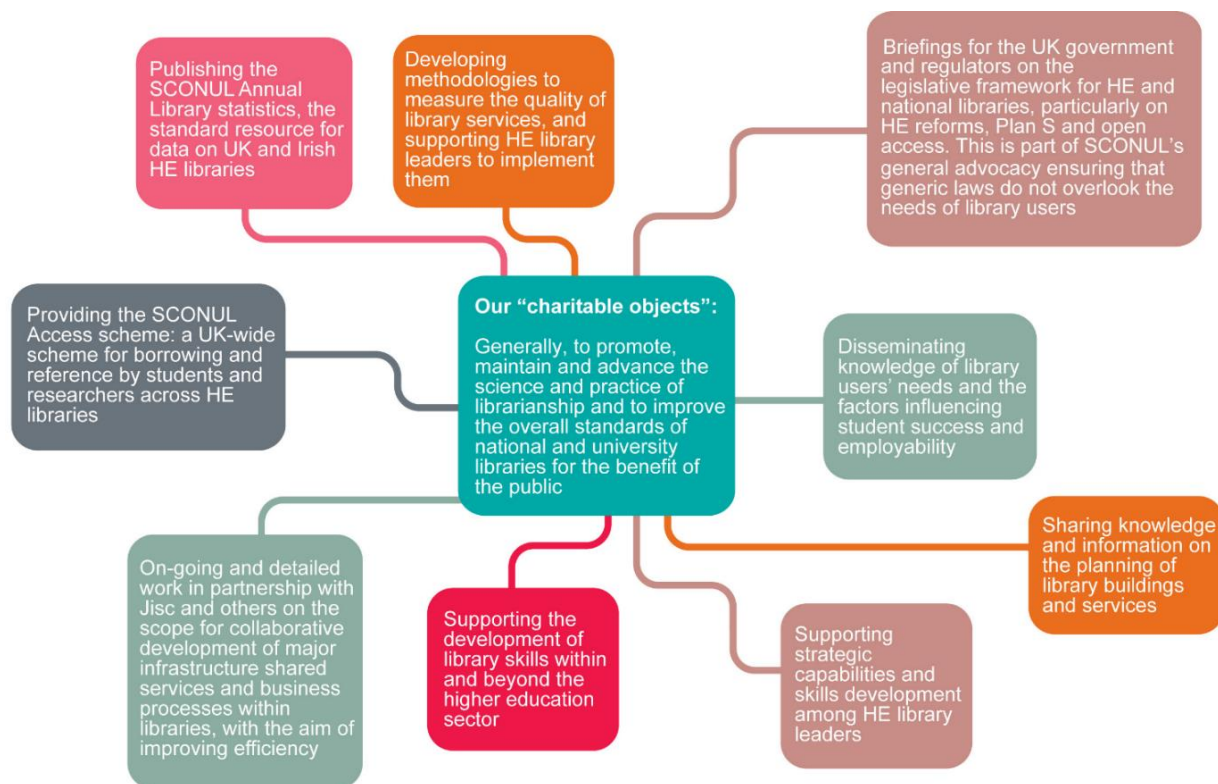 Publishing the
SCONUL Annual
Library statistics, the
standard resource for
data on UK and Irish
HE libraries
Developing
methodologies to
measure the quality of
library services, and
supporting HE library
leaders to implement
them
Briefings for the UK government
and regulators on the
legislative framework for HE and
national libraries, particularly on
HE reforms, Plan S and open
access. This is part of SCONUL’s
general advocacy ensuring that
generic laws do not overlook the
needs of library users
Providing the SCONUL
Access scheme: a UK-wide
scheme for borrowing and
reference by students and
researchers across HE
libraries
Our “charitable objects”:
Generally, to promote,
maintain and advance the
science and practice of
librarianship and to improve
the overall standards of
national and university
libraries for the benefit of
the public
Disseminating
knowledge of library
users’ needs and the
factors influencing
student success and
employability
On-going and detailed
work in partnership with
Jisc and others on the
scope for collaborative
development of major
infrastructure shared
services and business
processes within
libraries, with the aim of
improving efficiency
Supporting the
development of
library skills within
and beyond the
higher education
sector
Supporting
strategic
capabilities and
skills development
among HE library
leaders
Sharing knowledge
and information on
the planning of
library buildings
and services